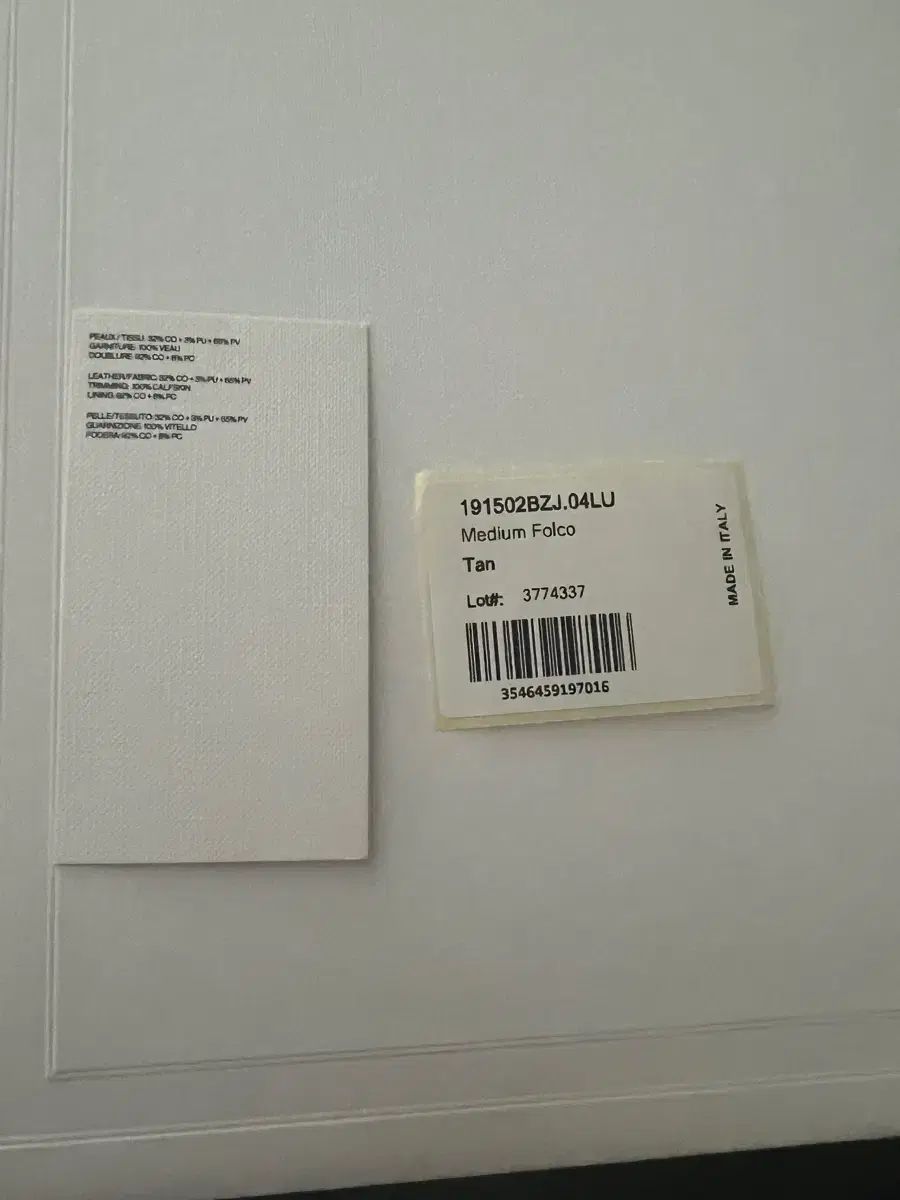 PEAUX/TISSU: 32% CO + 3% PU + 65% PV
GARNITURE: 100% VEAU
DOUBLURE: 92% CO + 8% PC
LEATHER/FABRIC: 32% CO + 3% PU + 65% PV
TRIMMING: 100% CALFSKIN
LINING: 92% CO + 8% PC
PELLE/TESSUTO: 32% CO + 3% PU + 65% PV
GUARNIZIONE: 100% VITELLO
FODERA: 92% CO + 8% PC
191502BZJ.04LU
Medium Folco
Tan
Lot#: 3774337
3546459197016
MADE IN ITALY